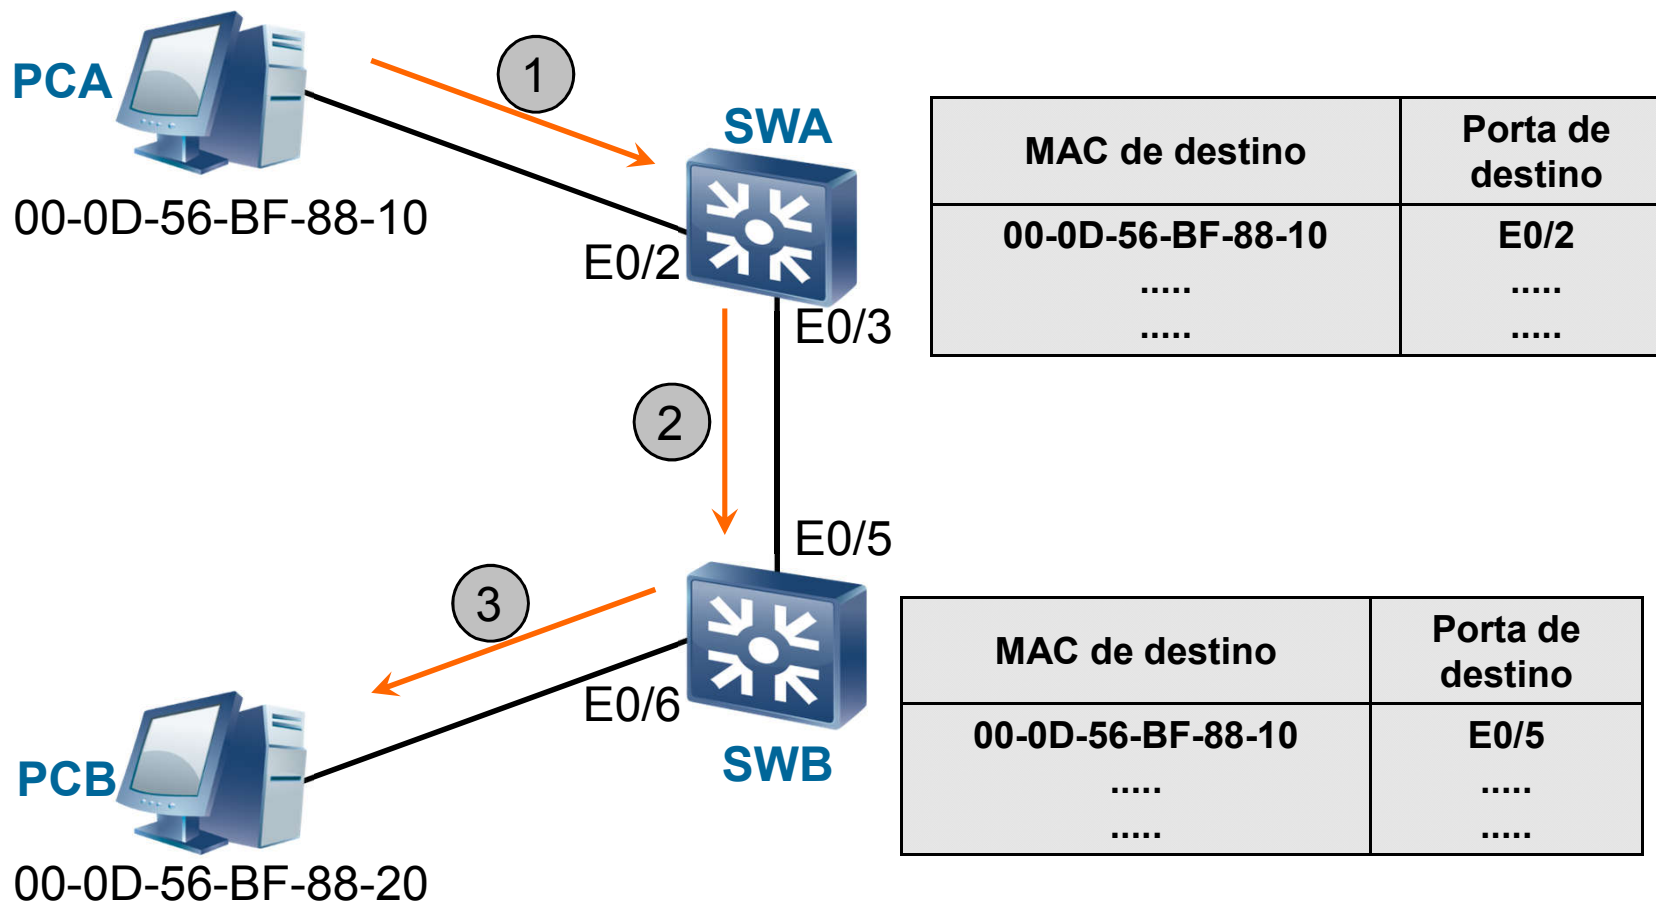 PCA
1
SWA
00-0D-56-BF-88-10
E0/2
E0/3
MAC de destino
Porta de
destino
00-0D-56-BF-88-10 E0/2
..... .....
..... .....
2
E0/5
3
E0/6
PCB
SWB
00-0D-56-BF-88-20
MAC de destino
Porta de
destino
00-0D-56-BF-88-10 E0/5
..... .....
..... .....